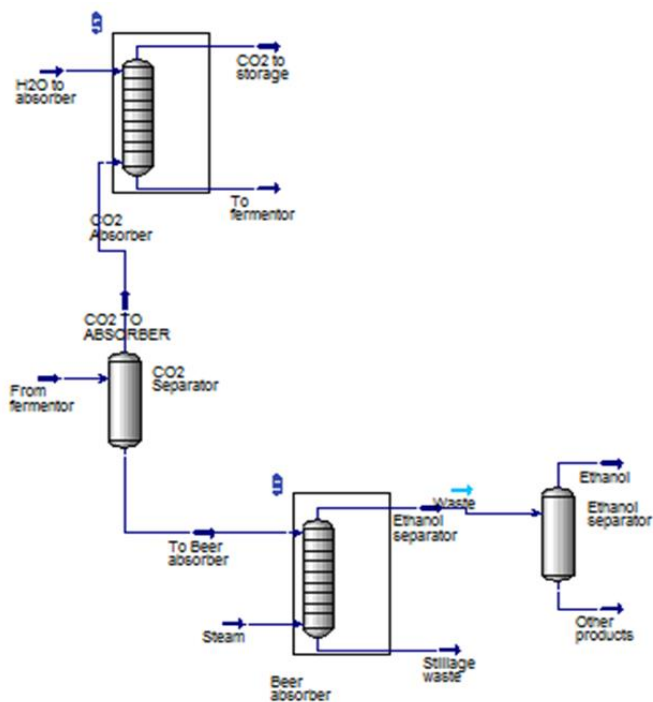 CO2 to
storage
H2O to
absorber
To
fermentor
CO2
Absorber
CO2 TO
ABSORBER
CO2
Separator
From
fermentor
Waste
Ethanol
Ethanol
separator
Ethanol
separator
To Beer
absorber
Steam
Other
products
Stillage
waste
Beer
absorber